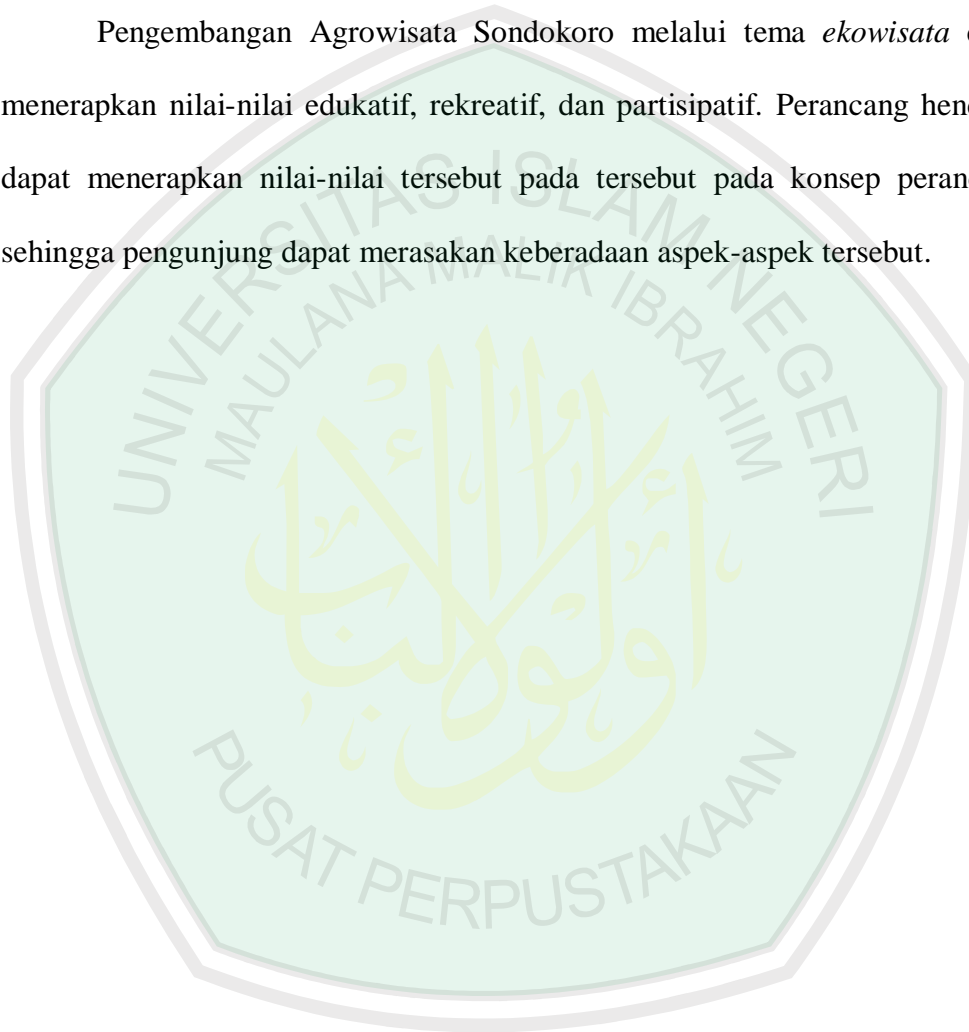 Pengembangan Agrowisata Sondokoro melalui tema ekowisata
menerapkan nilai-nilai edukatif, rekreatif, dan partisipatif. Perancang
dapat menerapkan nilai-nilai tersebut pada tersebut pada konsep
sehingga pengunjung dapat merasakan keberadaan aspek-aspek tersebut.
UNIVERSITAS ISLAM NEGERI
MAULANA MALIK IBRAHIM
أولو الألباب
PUSAT PERPUSTAKAAN